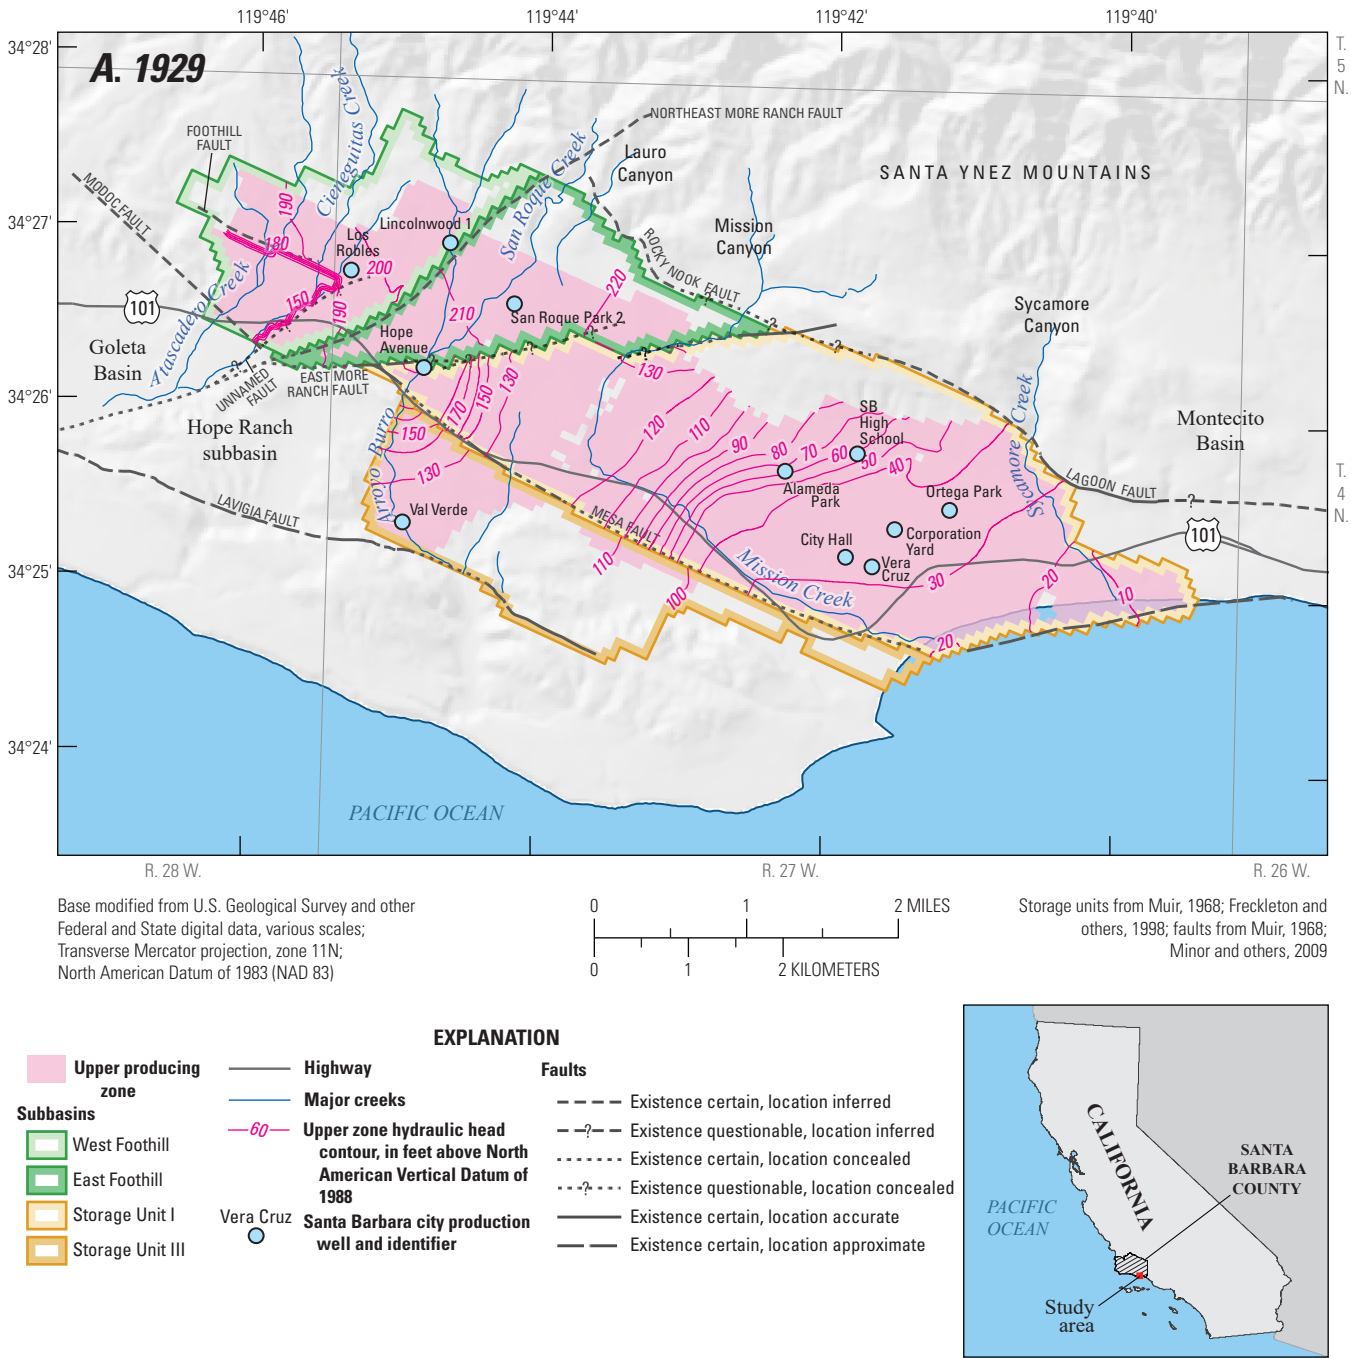 119°46'
119°44'
119°42'
119°40'
34°28'
34°27'
34°26'
34°25'
34°24'
T.
5
N.
T.
4
N.
A. 1929
NORTHEAST MORE RANCH FAULT
FOOTHILL
FAULT
MODOC FAULT
Cieneguitas Creek
San Roque Creek
Lauro
Canyon
SANTA YNEZ MOUNTAINS
Mission
Canyon
ROCKY NOOK FAULT
Sycamore
Canyon
Lincolnwood 1
Los
Robles
190
180
200
150
190
210
220
Atascadero Creek
101
San Roque Park 2
Hope
Avenue
Goleta
Basin
UNNAMED
FAULT
EAST MORE
RANCH FAULT
?
?
?
?
?
?
?
?
Hope Ranch
subbasin
Arroyo Burro
170
150
130
150
130
130
120
110
90
80
70
60
50
40
SB
High
School
Sycamore Creek
Montecito
Basin
LAGOON FAULT
?
LAVIGIA FAULT
Val Verde
MESA FAULT
Alameda
Park
Ortega Park
City Hall
Corporation
Yard
Vera
Cruz
101
110
100
Mission Creek
30
20
10
20
PACIFIC OCEAN
R. 28 W.
R. 27 W.
R. 26 W.
Base modified from U.S. Geological Survey and other
Federal and State digital data, various scales;
Transverse Mercator projection, zone 11N;
North American Datum of 1983 (NAD 83)
0 1 2 MILES
0 1 2 KILOMETERS
Storage units from Muir, 1968; Freckleton and
others, 1998; faults from Muir, 1968;
Minor and others, 2009
EXPLANATION
Upper producing
zone
Subbasins
West Foothill
East Foothill
Storage Unit I
Storage Unit III
Highway
Major creeks
60
Upper zone hydraulic head
contour, in feet above North
American Vertical Datum of
1988
Vera Cruz
Santa Barbara city production
well and identifier
Faults
Existence certain, location inferred
?
Existence questionable, location inferred
Existence certain, location concealed
?
Existence questionable, location concealed
Existence certain, location accurate
Existence certain, location approximate
CALIFORNIA
SANTA
BARBARA
COUNTY
PACIFIC
OCEAN
Study
area